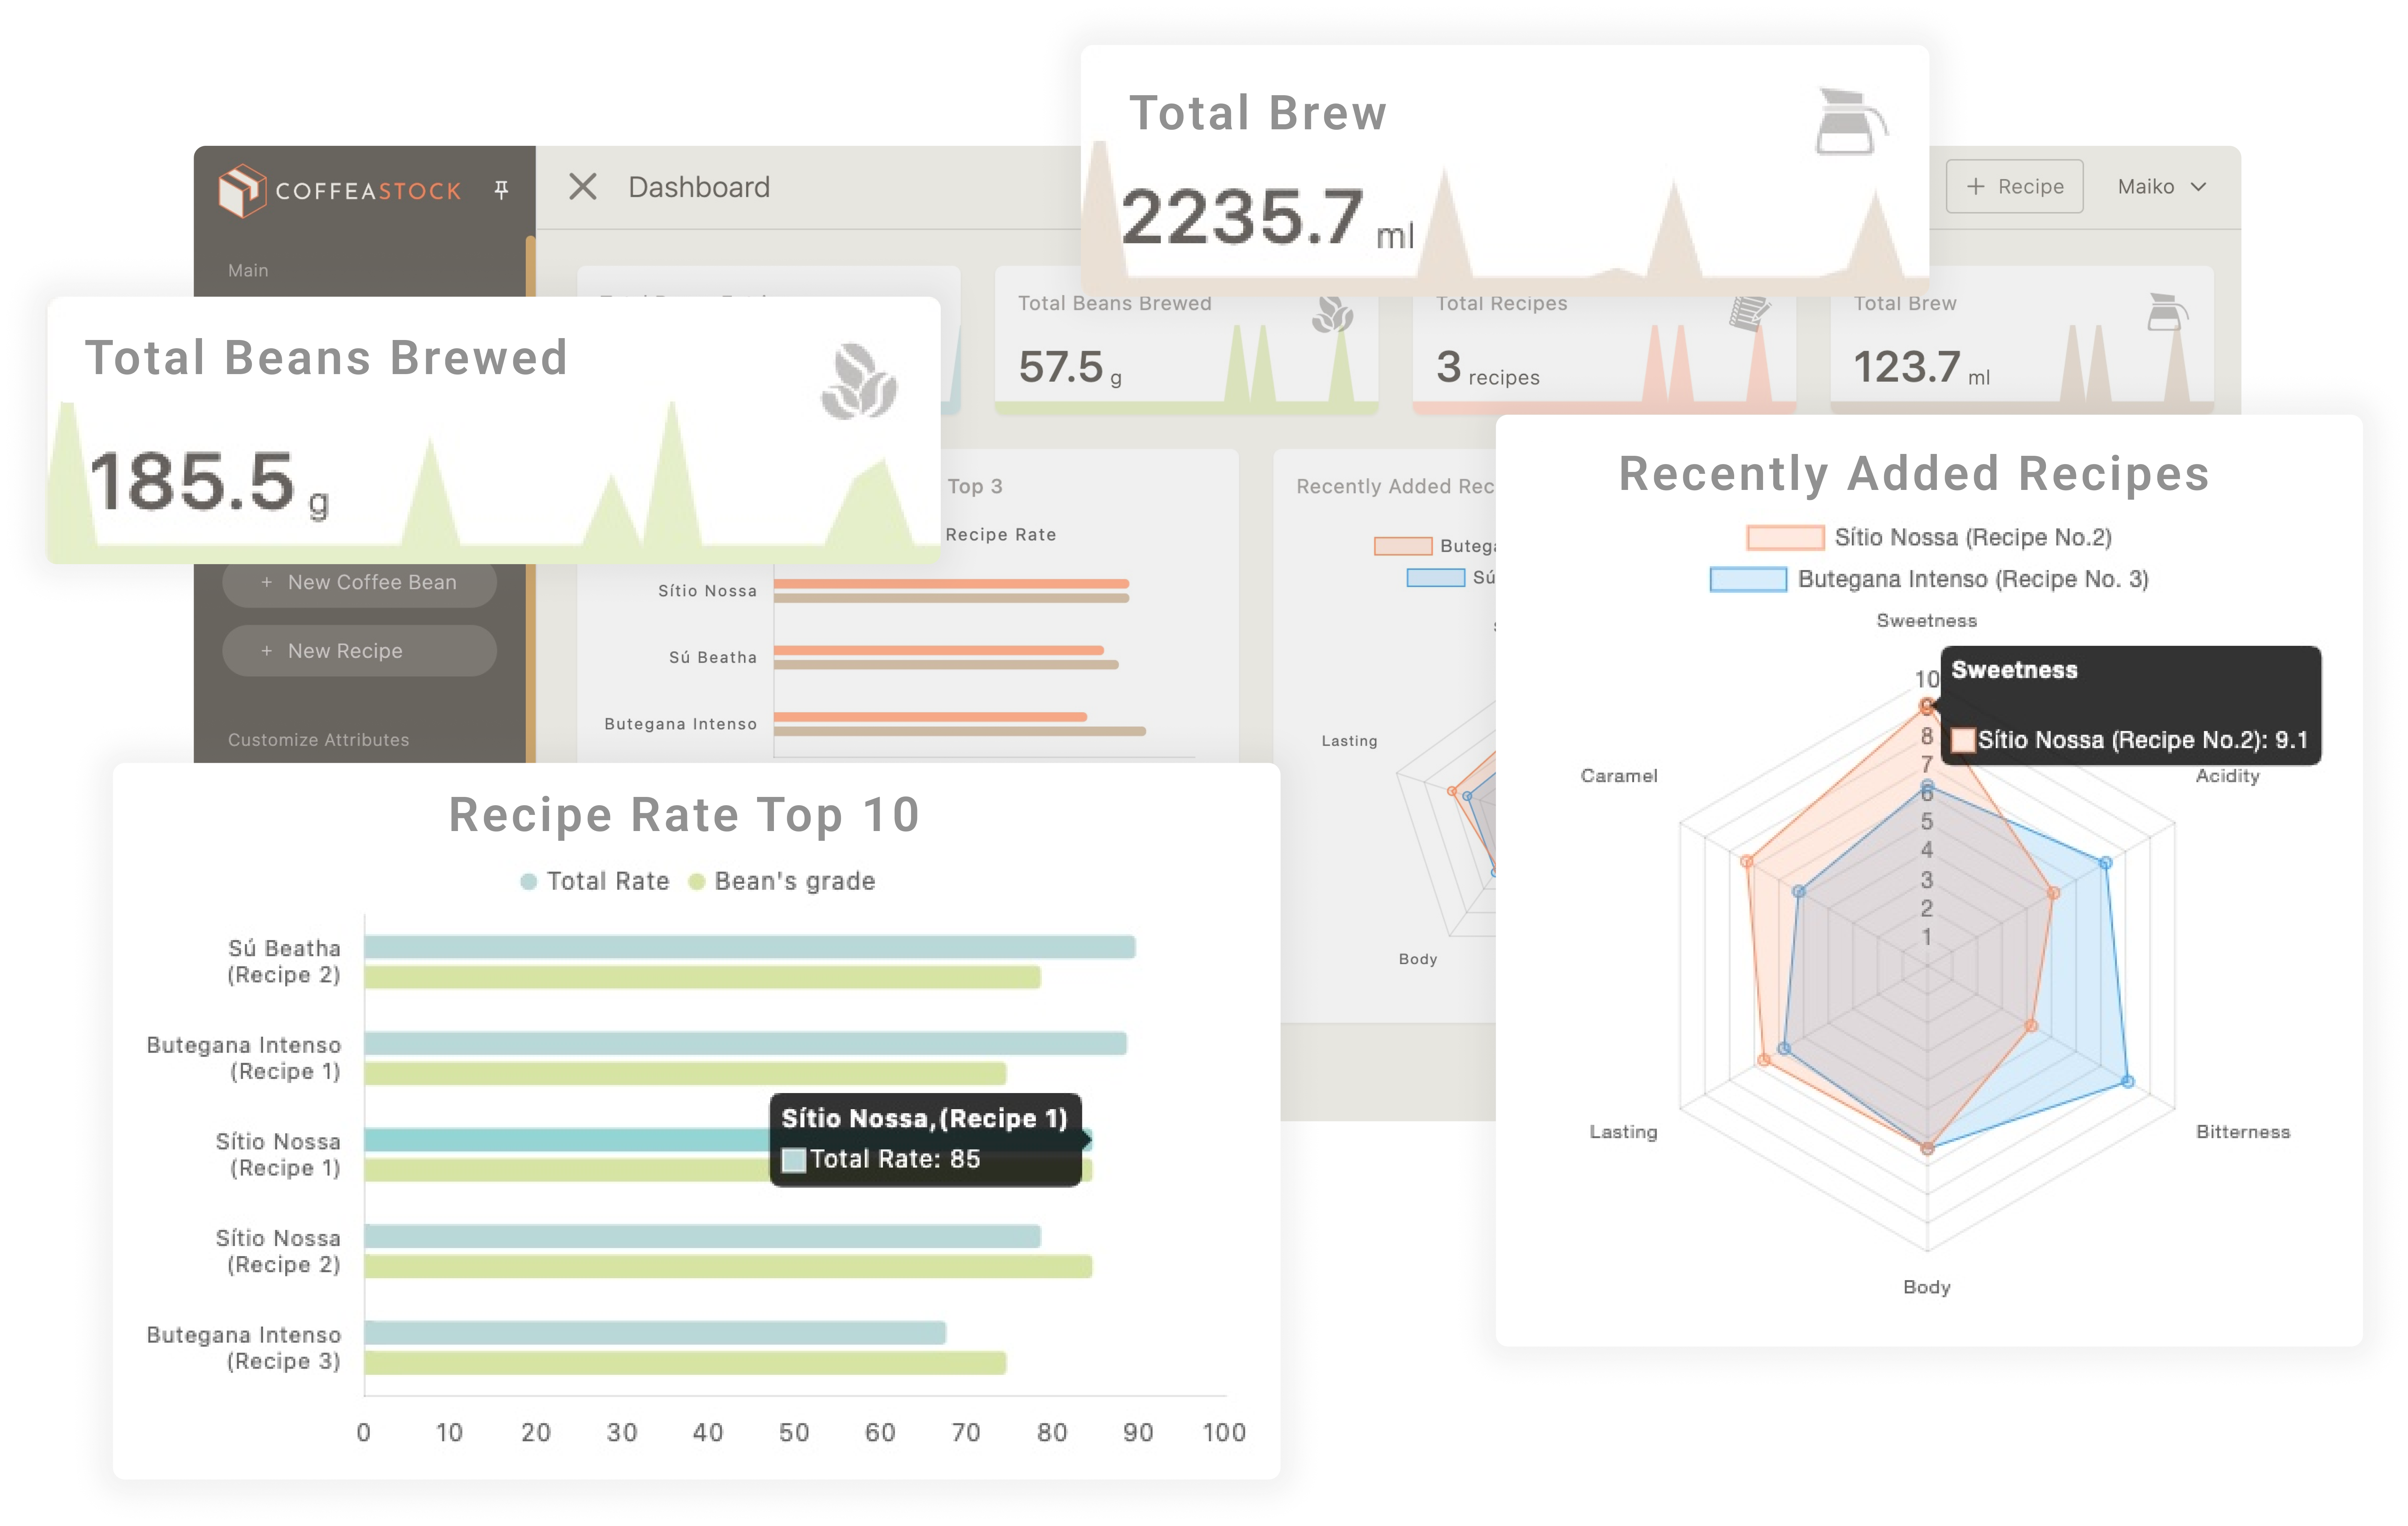 Total Brew
2235.7 ml
COFFEASTOCK
Dashboard
+ Recipe
Maiko
Main
Total Beans Brewed
57.5 g
Total Recipes
3 recipes
Total Brew
123.7 ml
Total Beans Brewed
185.5 g
+ New Coffee Bean
+ New Recipe
Customize Attributes
Top 3
Recipe Rate
Sítio Nossa
Sú Beatha
Butegana Intenso
Recently Added Rec
Buteg
Sú
Lasting
Body
Recently Added Recipes
Sítio Nossa (Recipe No.2)
Butegana Intenso (Recipe No. 3)
Sweetness
Sweetness
Sítio Nossa (Recipe No.2): 9.1
10
9
8
7
6
5
4
3
2
1
Caramel
Acidity
Lasting
Bitterness
Body
Recipe Rate Top 10
Total Rate
Bean's grade
Sú Beatha
(Recipe 2)
Butegana Intenso
(Recipe 1)
Sítio Nossa
(Recipe 1)
Sítio Nossa,(Recipe 1)
Total Rate: 85
Sítio Nossa
(Recipe 2)
Butegana Intenso
(Recipe 3)
0 10 20 30 40 50 60 70 80 90 100